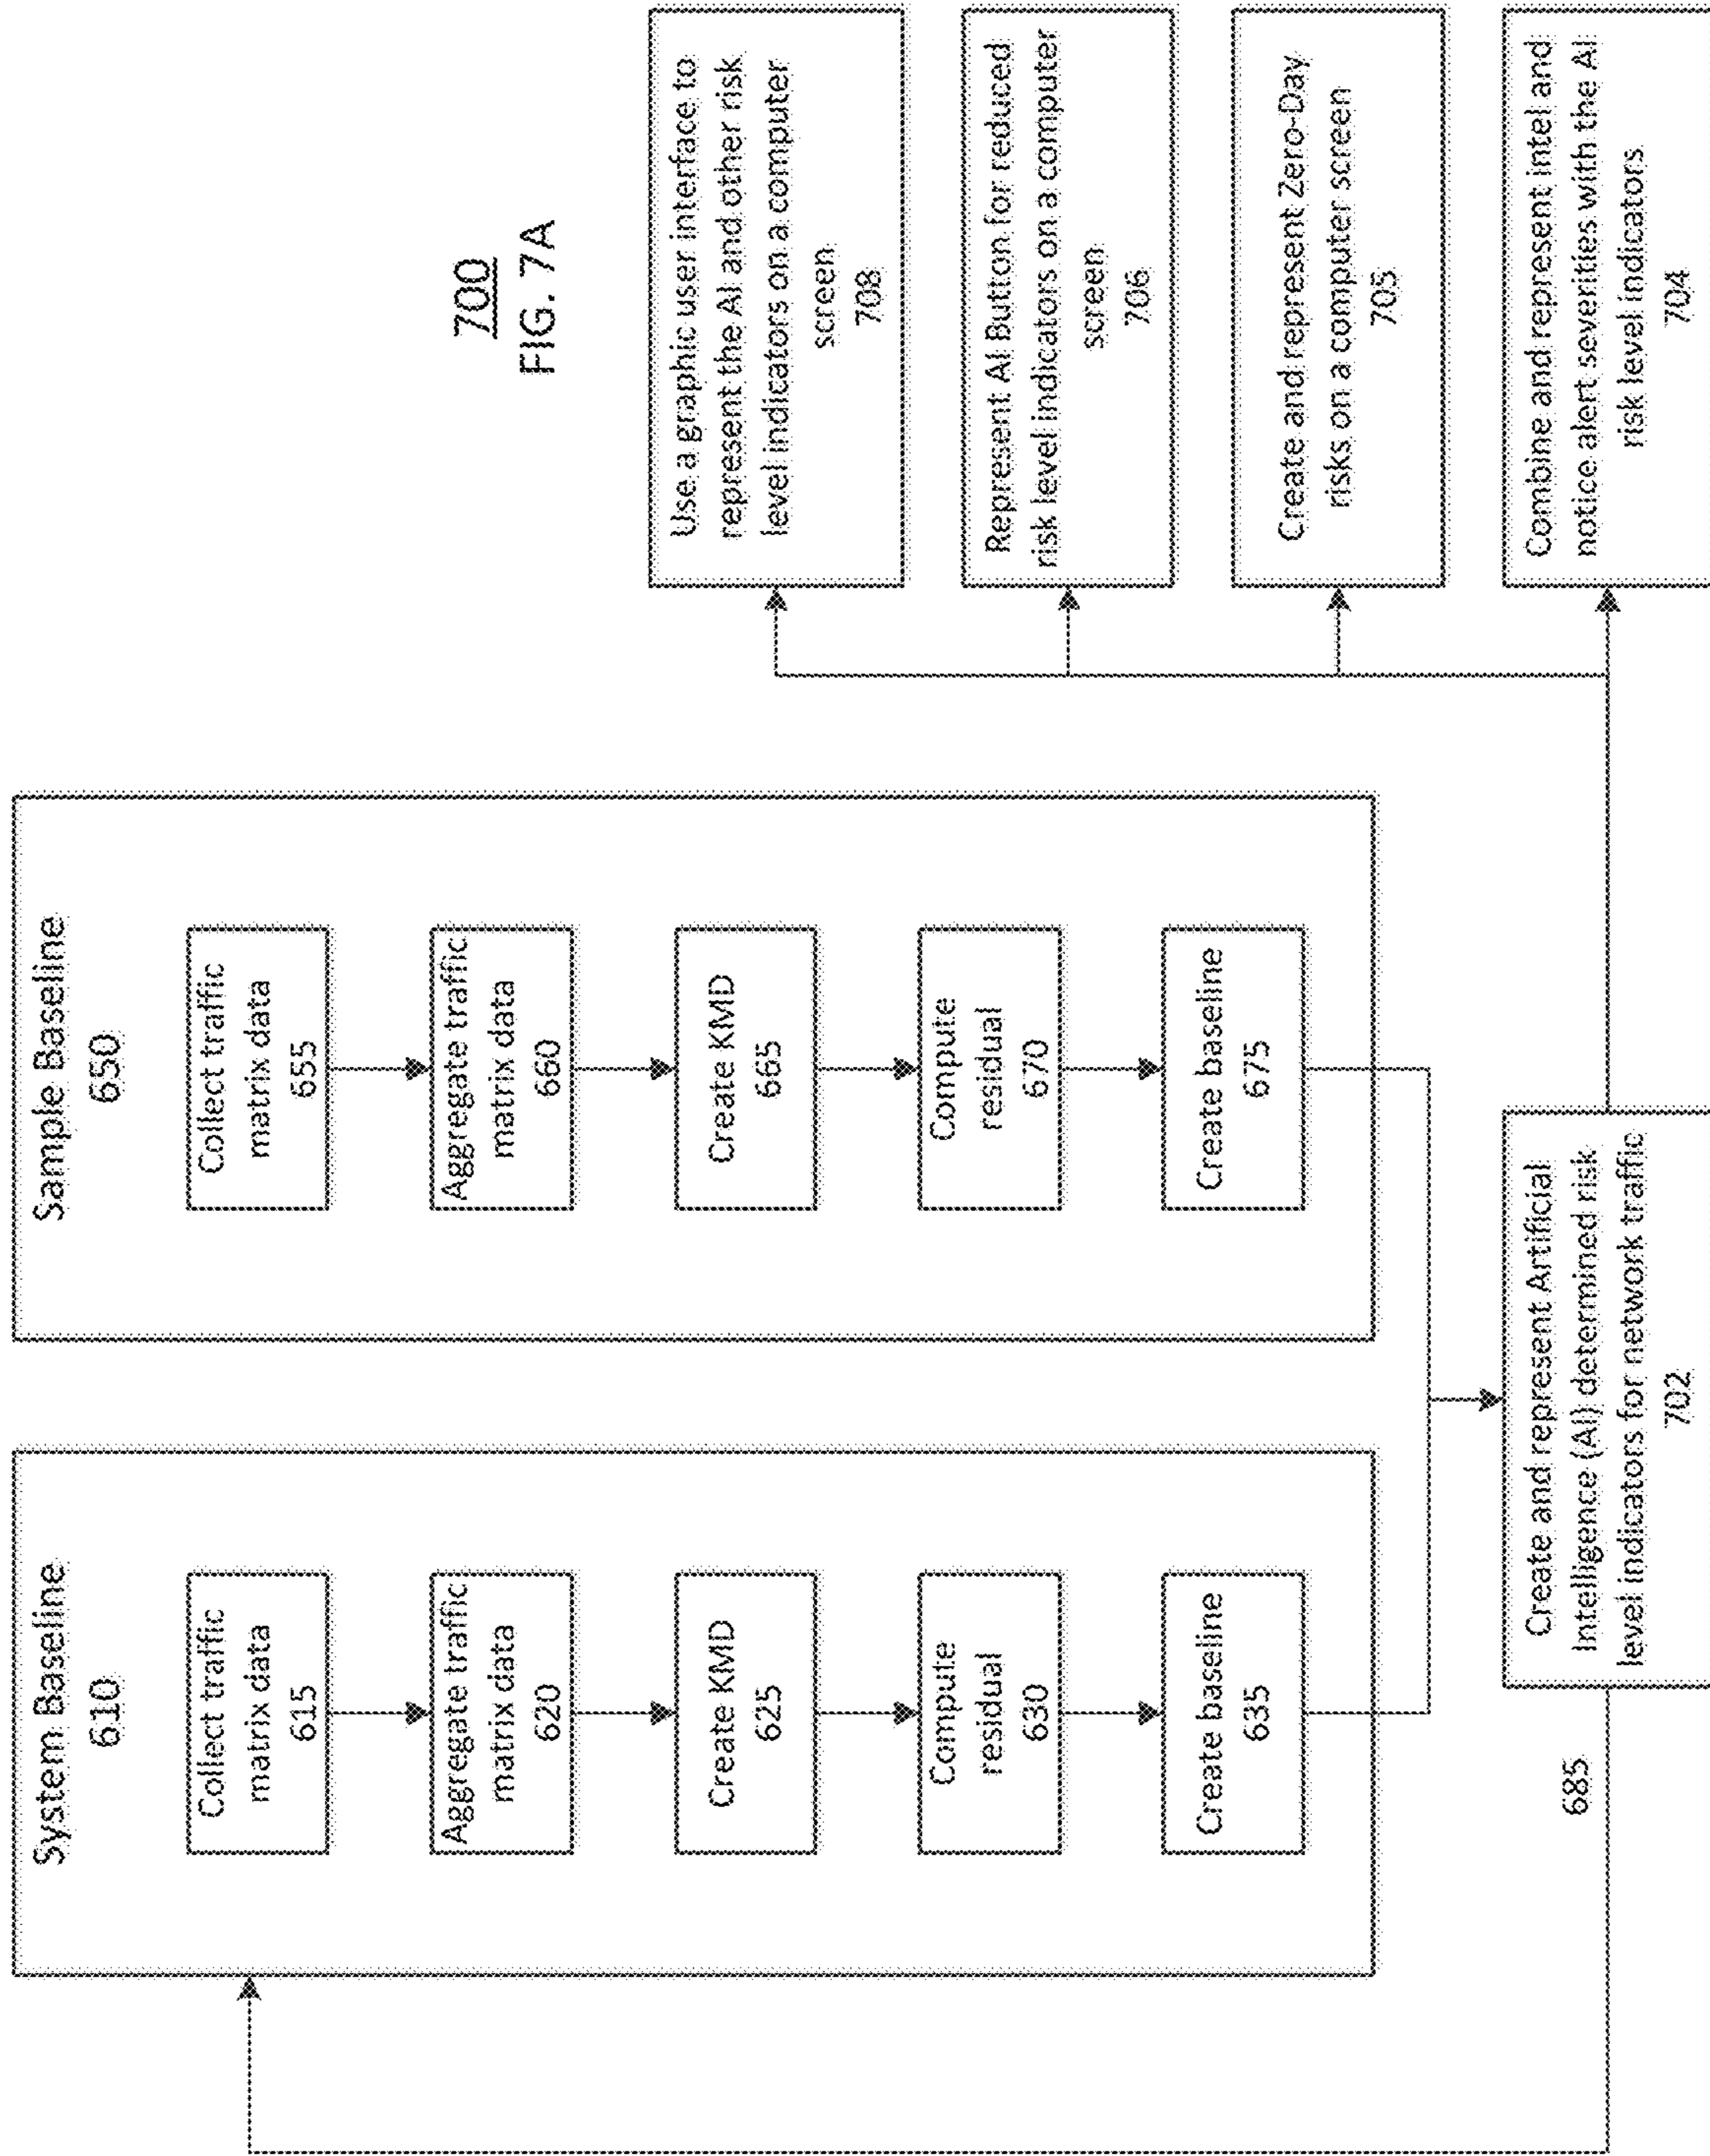 System Baseline
610
Collect traffic
matrix data
615
Aggregate traffic
matrix data
620
Create KMD
625
Compute
residual
630
Create baseline
635
Sample Baseline
650
Collect traffic
matrix data
655
Aggregate traffic
matrix data
660
Create KMD
665
Compute
residual
670
Create baseline
675
685
Create and represent Artificial
Intelligence (AI) determined risk
level indicators for network traffic
702
700
FIG. 7A
Use a graphic user interface to
represent the AI and other risk
level indicators on a computer
screen
708
Represent AI Button for reduced
risk level indicators on a computer
screen
706
Create and represent Zero-Day
risks on a computer screen
705
Combine and represent intel and
notice alert severities with the AI
risk level indicators
704